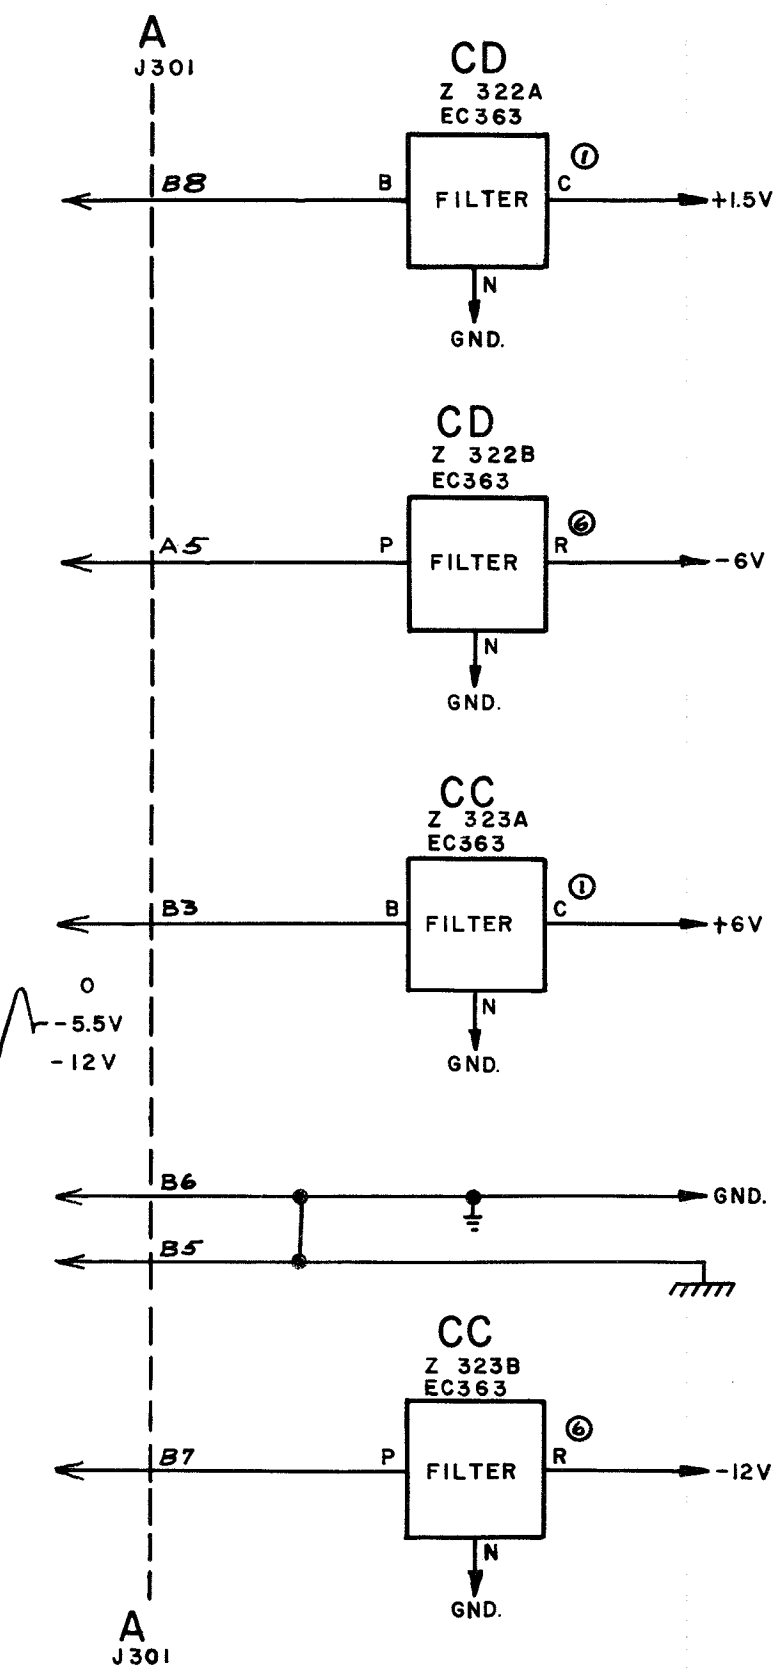 A
J301
CD
Z 322A
EC363
B8
B
FILTER
C
1
+1.5V
N
GND.
CD
Z 322B
EC363
A5
P
FILTER
R
6
-6V
N
GND.
CC
Z 323A
EC363
B3
B
FILTER
C
1
+6V
N
GND.
0
-5.5V
-12V
B6
GND.
B5
CC
Z 323B
EC363
B7
P
FILTER
R
6
-12V
N
GND.
A
J301